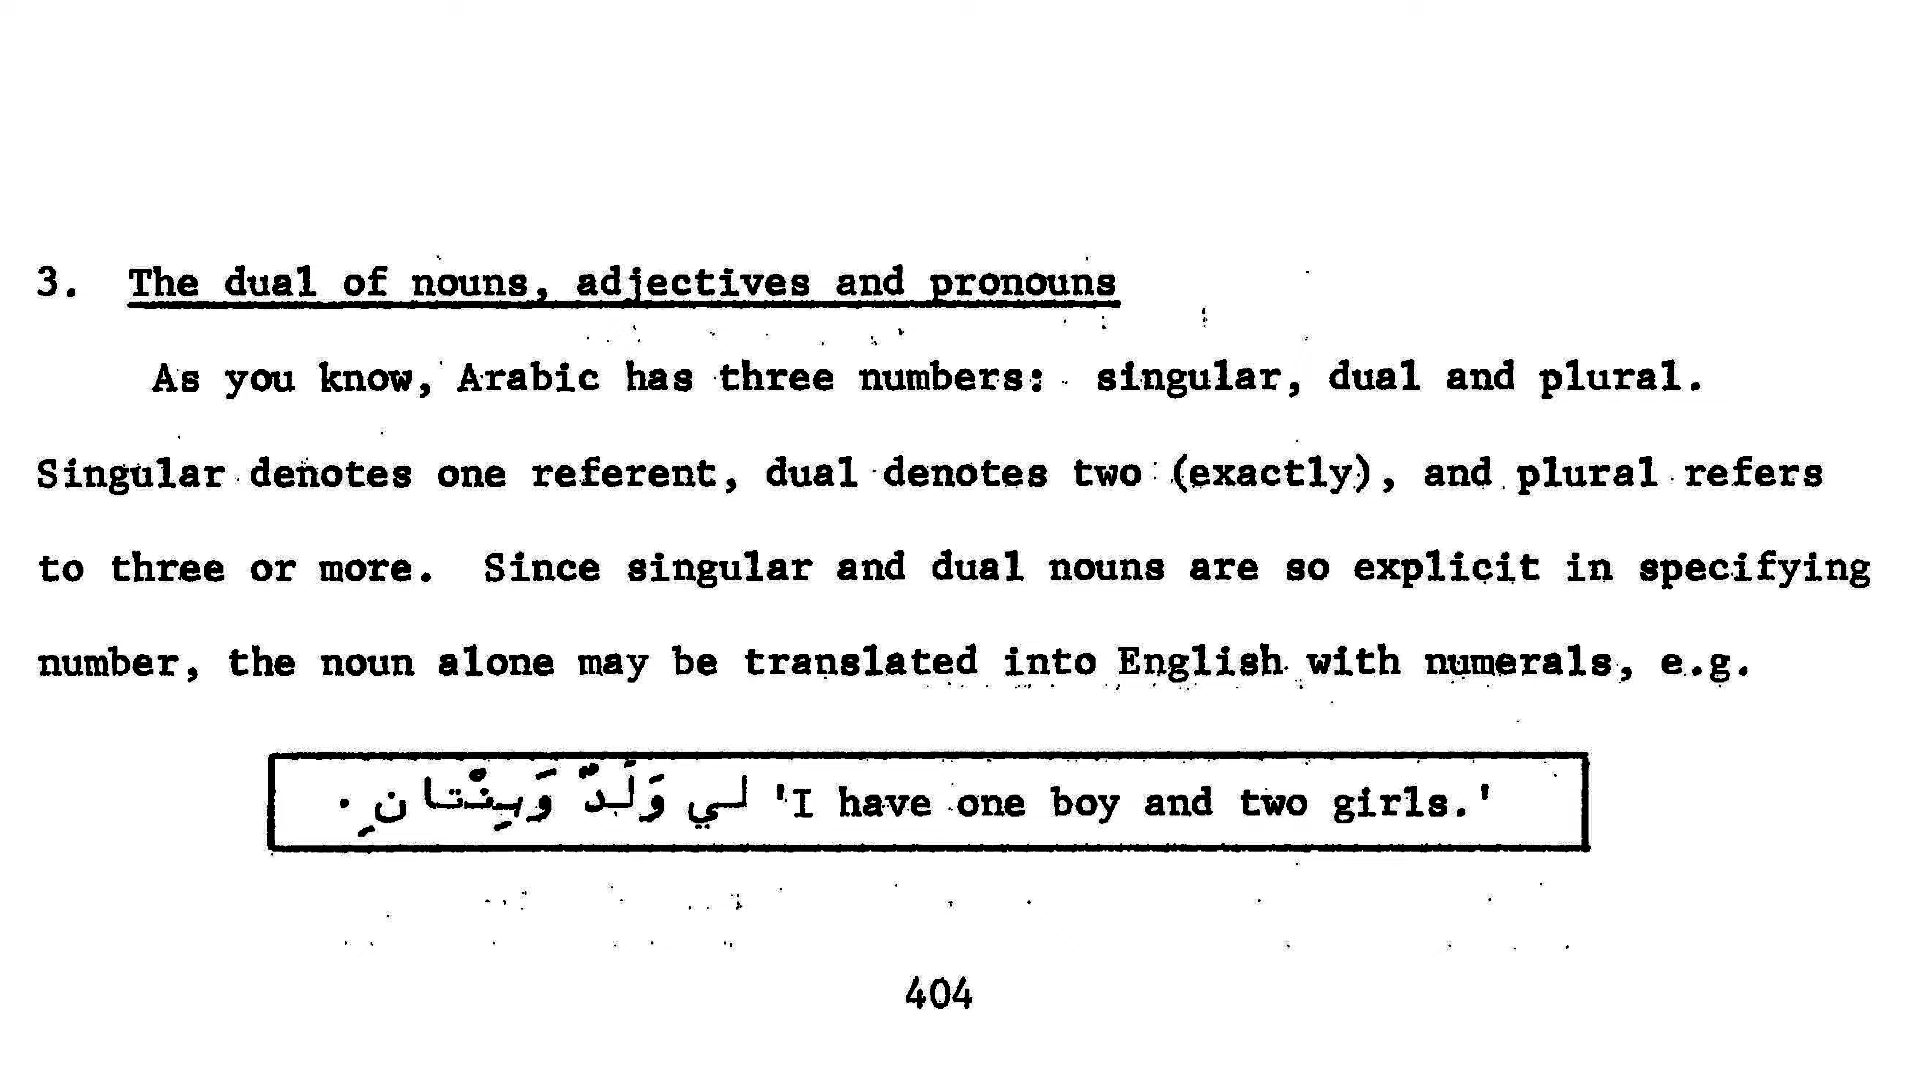 3. The dual of nouns, adjectives and pronouns
As you know, Arabic has three numbers: singular, dual and plural.
Singular denotes one referent, dual denotes two (exactly), and plural refers
to three or more. Since singular and dual nouns are so explicit in specifying
number, the noun alone may be translated into English with numerals, e.g.
لي وَلَدٌ وَبِنْتانِ . 'I have one boy and two girls.'
404